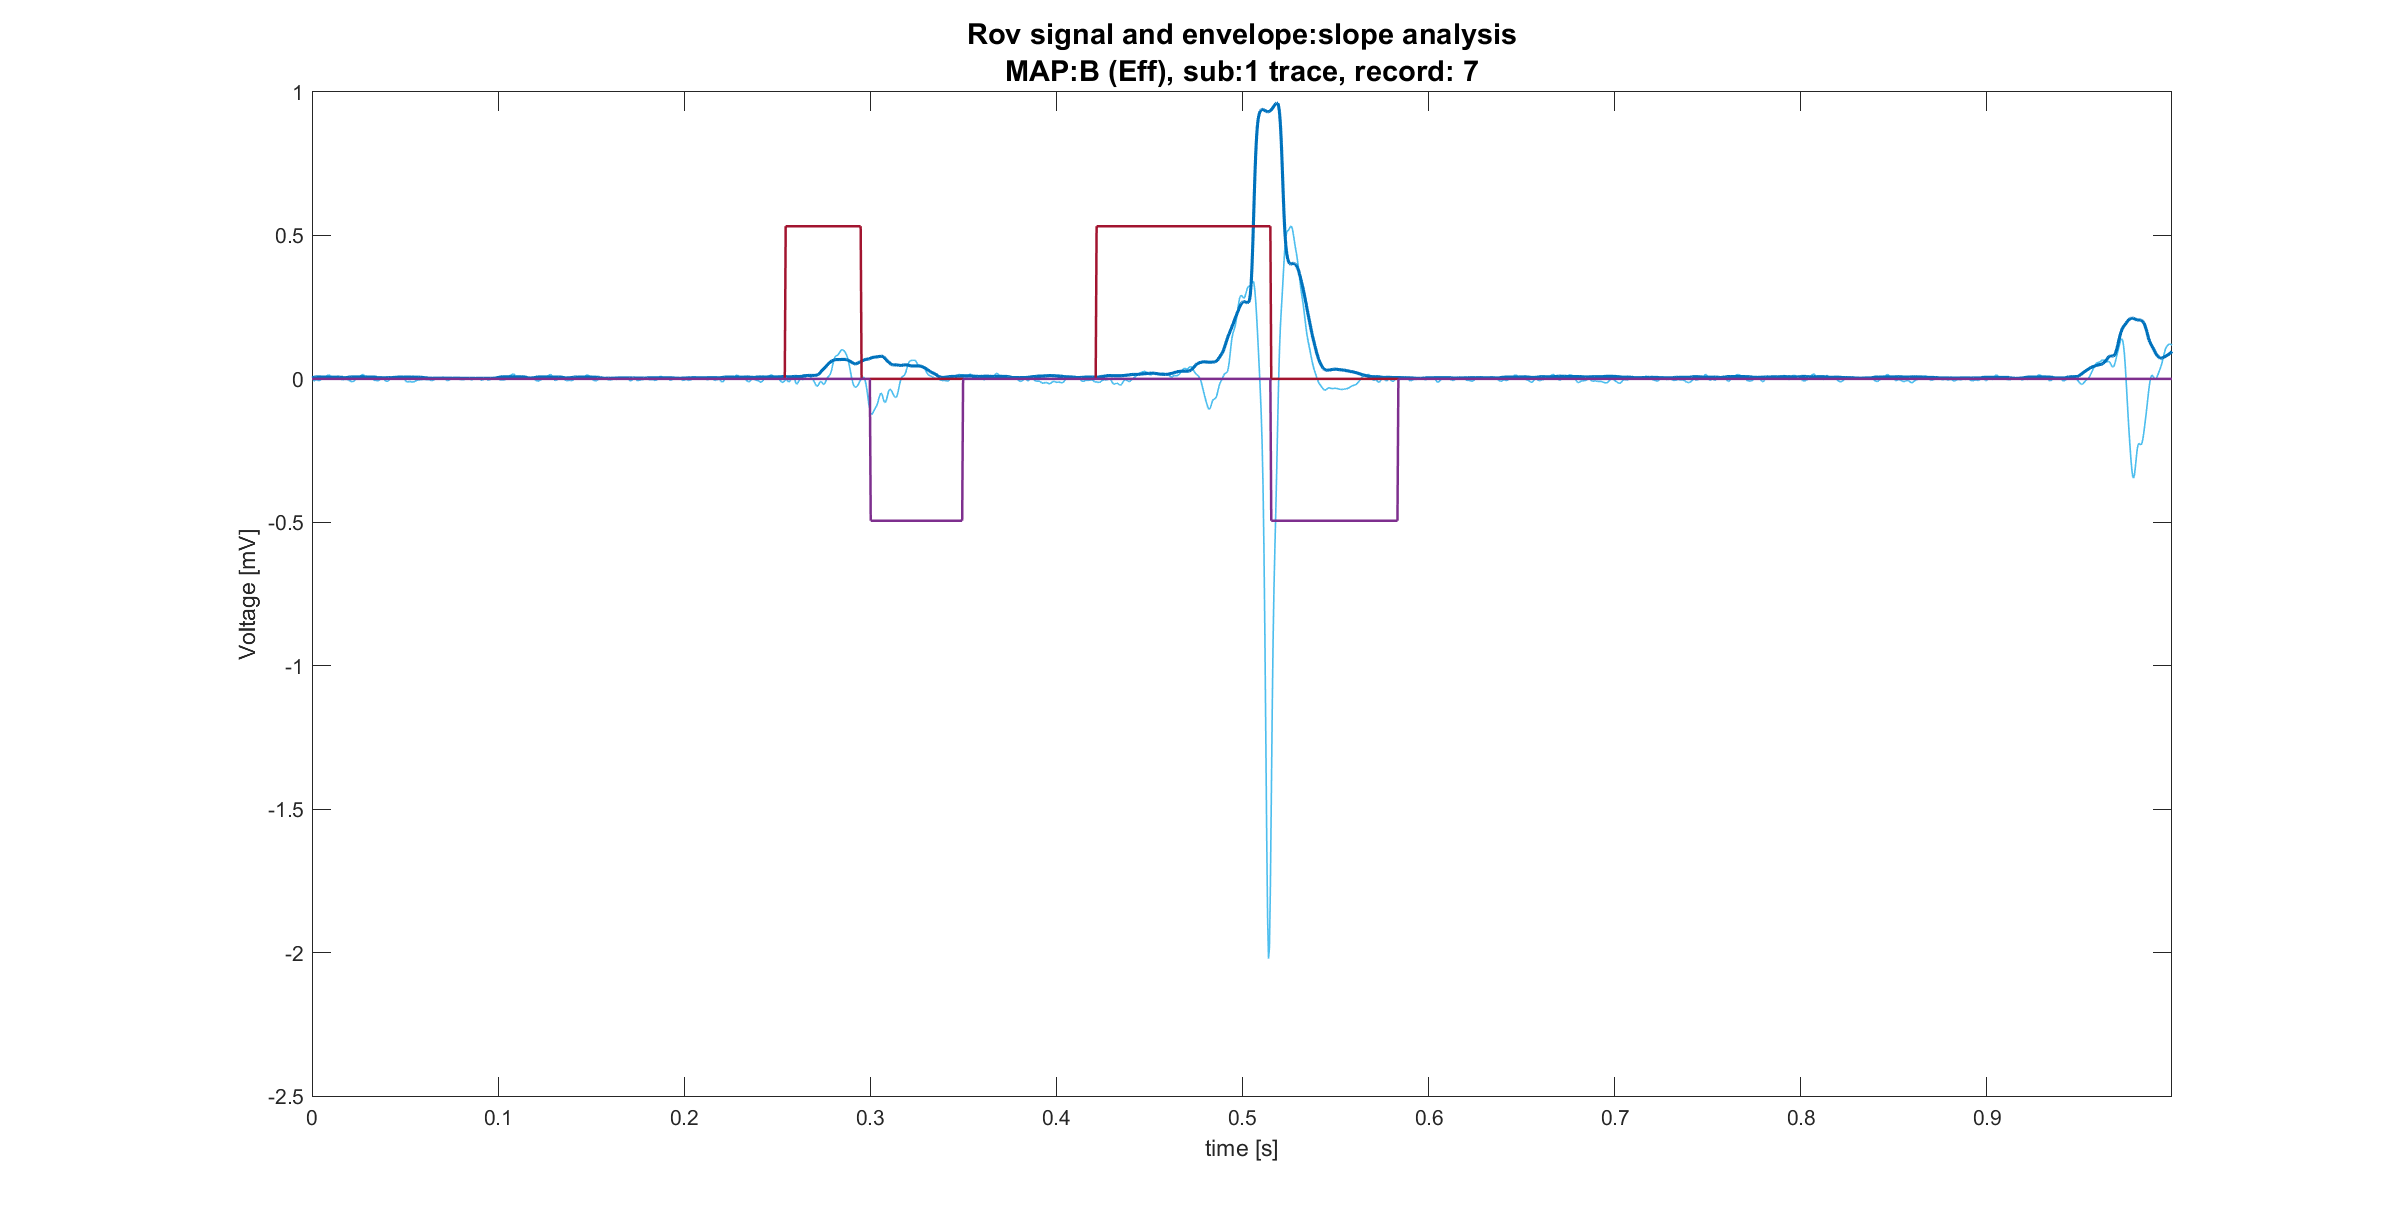 Rov signal and envelope:slope analysis
MAP:B (Eff), sub:1 trace, record: 7
1
0.5
0
-0.5
-1
-1.5
-2
-2.5
Voltage [mV]
0 0.1 0.2 0.3 0.4 0.5 0.6 0.7 0.8 0.9
time [s]